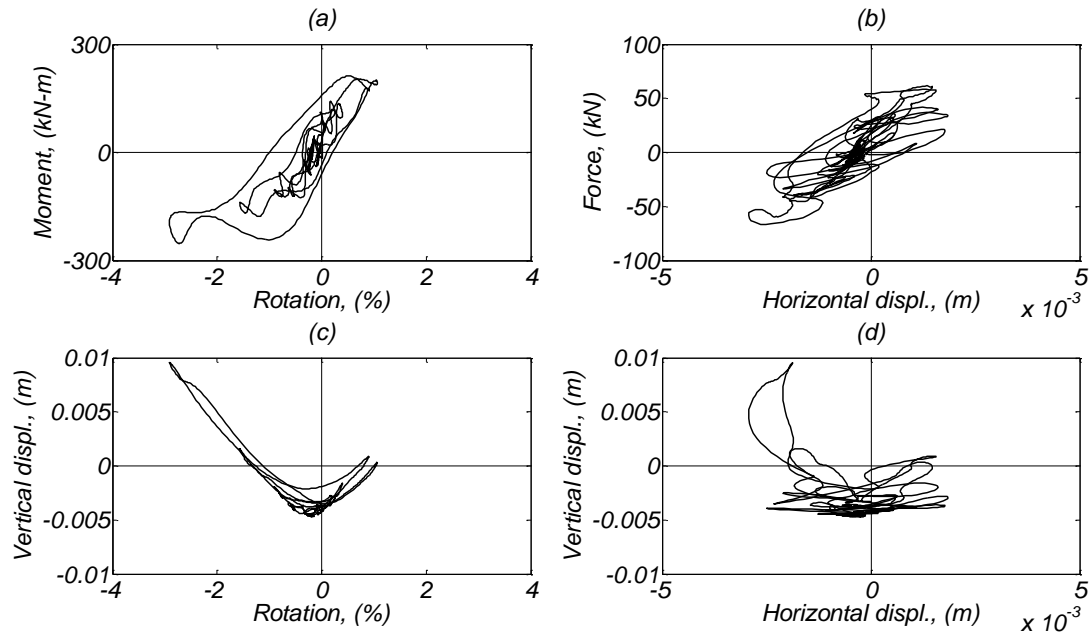 (a)
300
0
-300
Moment, (kN-m)
-4 -2 0 2 4
Rotation, (%)
(b)
100
50
0
-50
-100
Force, (kN)
-5 0 5
Horizontal displ., (m) x 10-3
(c)
0.01
0.005
0
-0.005
-0.01
Vertical displ., (m)
-4 -2 0 2 4
Rotation, (%)
(d)
0.01
0.005
0
-0.005
-0.01
Vertical displ., (m)
-5 0 5
Horizontal displ., (m) x 10-3